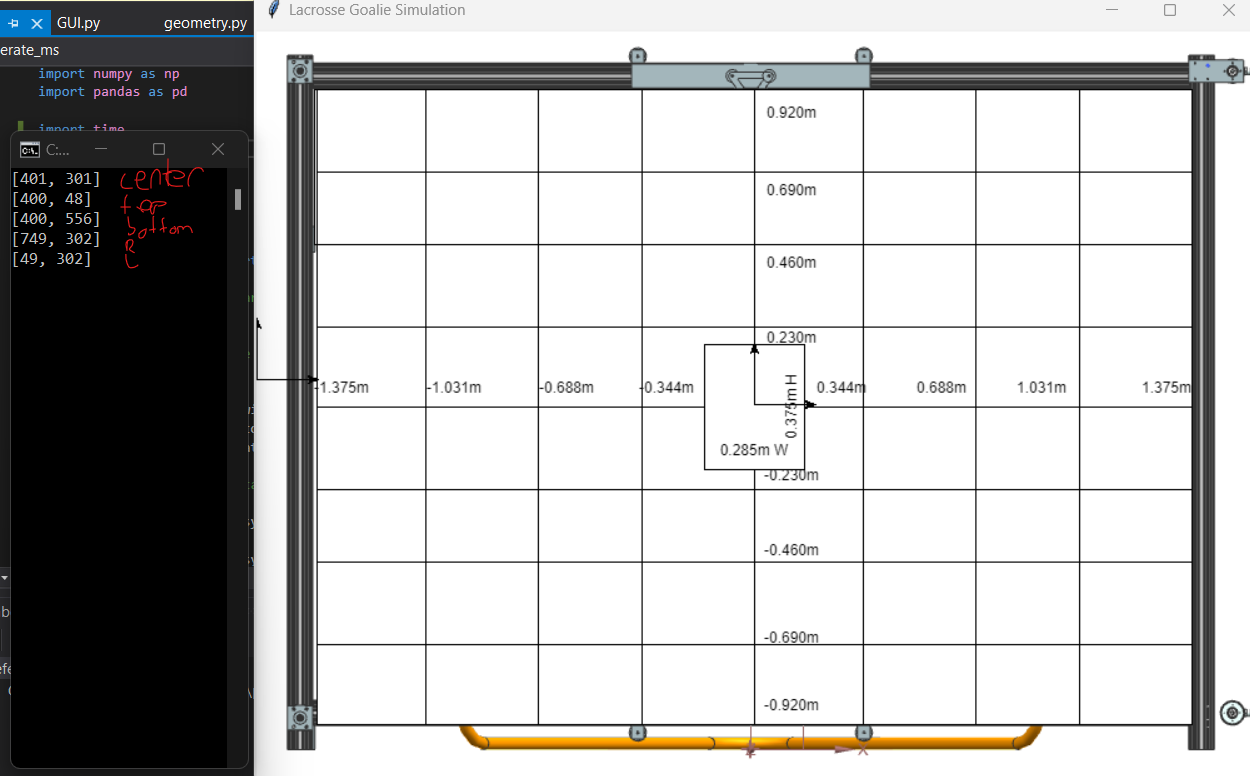 Lacrosse Goalie Simulation
GUI.py geometry.py
erate_ms
import numpy as np
import pandas as pd
import time
C:...
[401, 301] center
[400, 48] top
[400, 556] bottom
[749, 302] R
[49, 302] L
0.920m
0.690m
0.460m
0.230m
-1.375m -1.031m -0.688m -0.344m 0.344m 0.688m 1.031m 1.375m
0.375m H
0.285m W
-0.230m
-0.460m
-0.690m
-0.920m
X